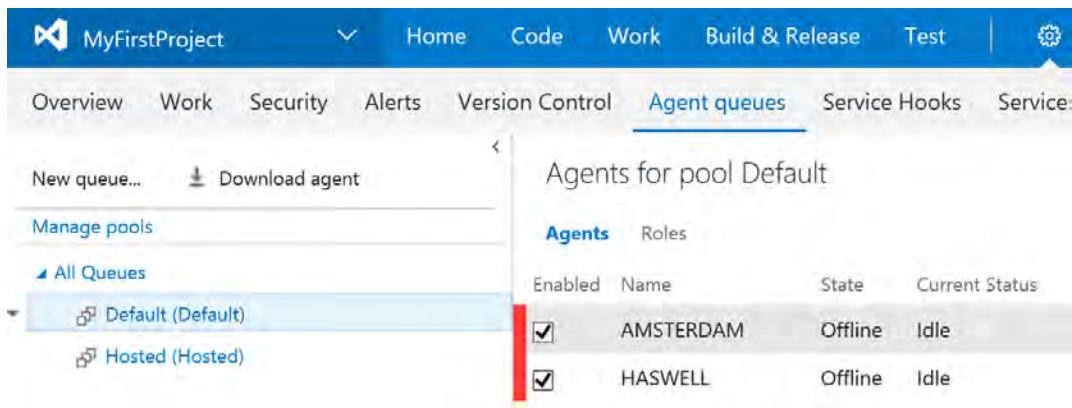 MyFirstProject Home Code Work Build & Release Test
Overview Work Security Alerts Version Control Agent queues Service Hooks Services
New queue... Download agent
Manage pools
All Queues
Default (Default)
Hosted (Hosted)
Agents for pool Default
Agents Roles
Enabled Name State Current Status
AMSTERDAM Offline Idle
HASWELL Offline Idle